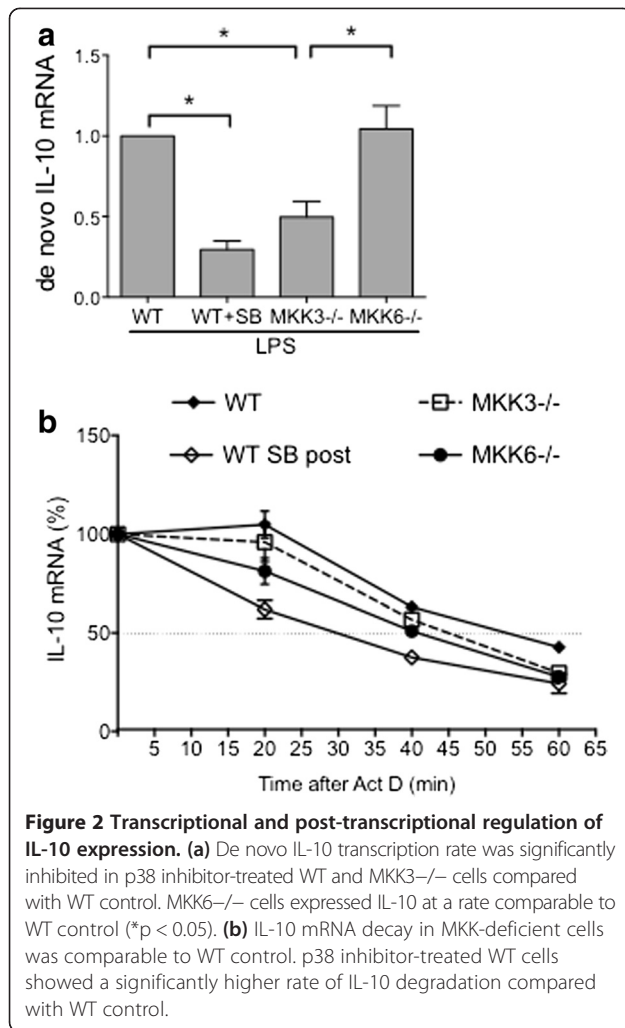 a
*
*
*
de novo IL-10 mRNA
1.5
1.0
0.5
0.0
WT
WT+SB
MKK3-/-
MKK6-/-
LPS
b
WT
MKK3-/-
WT SB post
MKK6-/-
IL-10 mRNA (%)
150
100
50
0
5 10 15 20 25 30 35 40 45 50 55 60 65
Time after Act D (min)
Figure 2 Transcriptional and post-transcriptional regulation of
IL-10 expression. (a) De novo IL-10 transcription rate was significantly
inhibited in p38 inhibitor-treated WT and MKK3−/− cells compared
with WT control. MKK6−/− cells expressed IL-10 at a rate comparable to
WT control (*p < 0.05). (b) IL-10 mRNA decay in MKK-deficient cells
was comparable to WT control. p38 inhibitor-treated WT cells
showed a significantly higher rate of IL-10 degradation compared
with WT control.